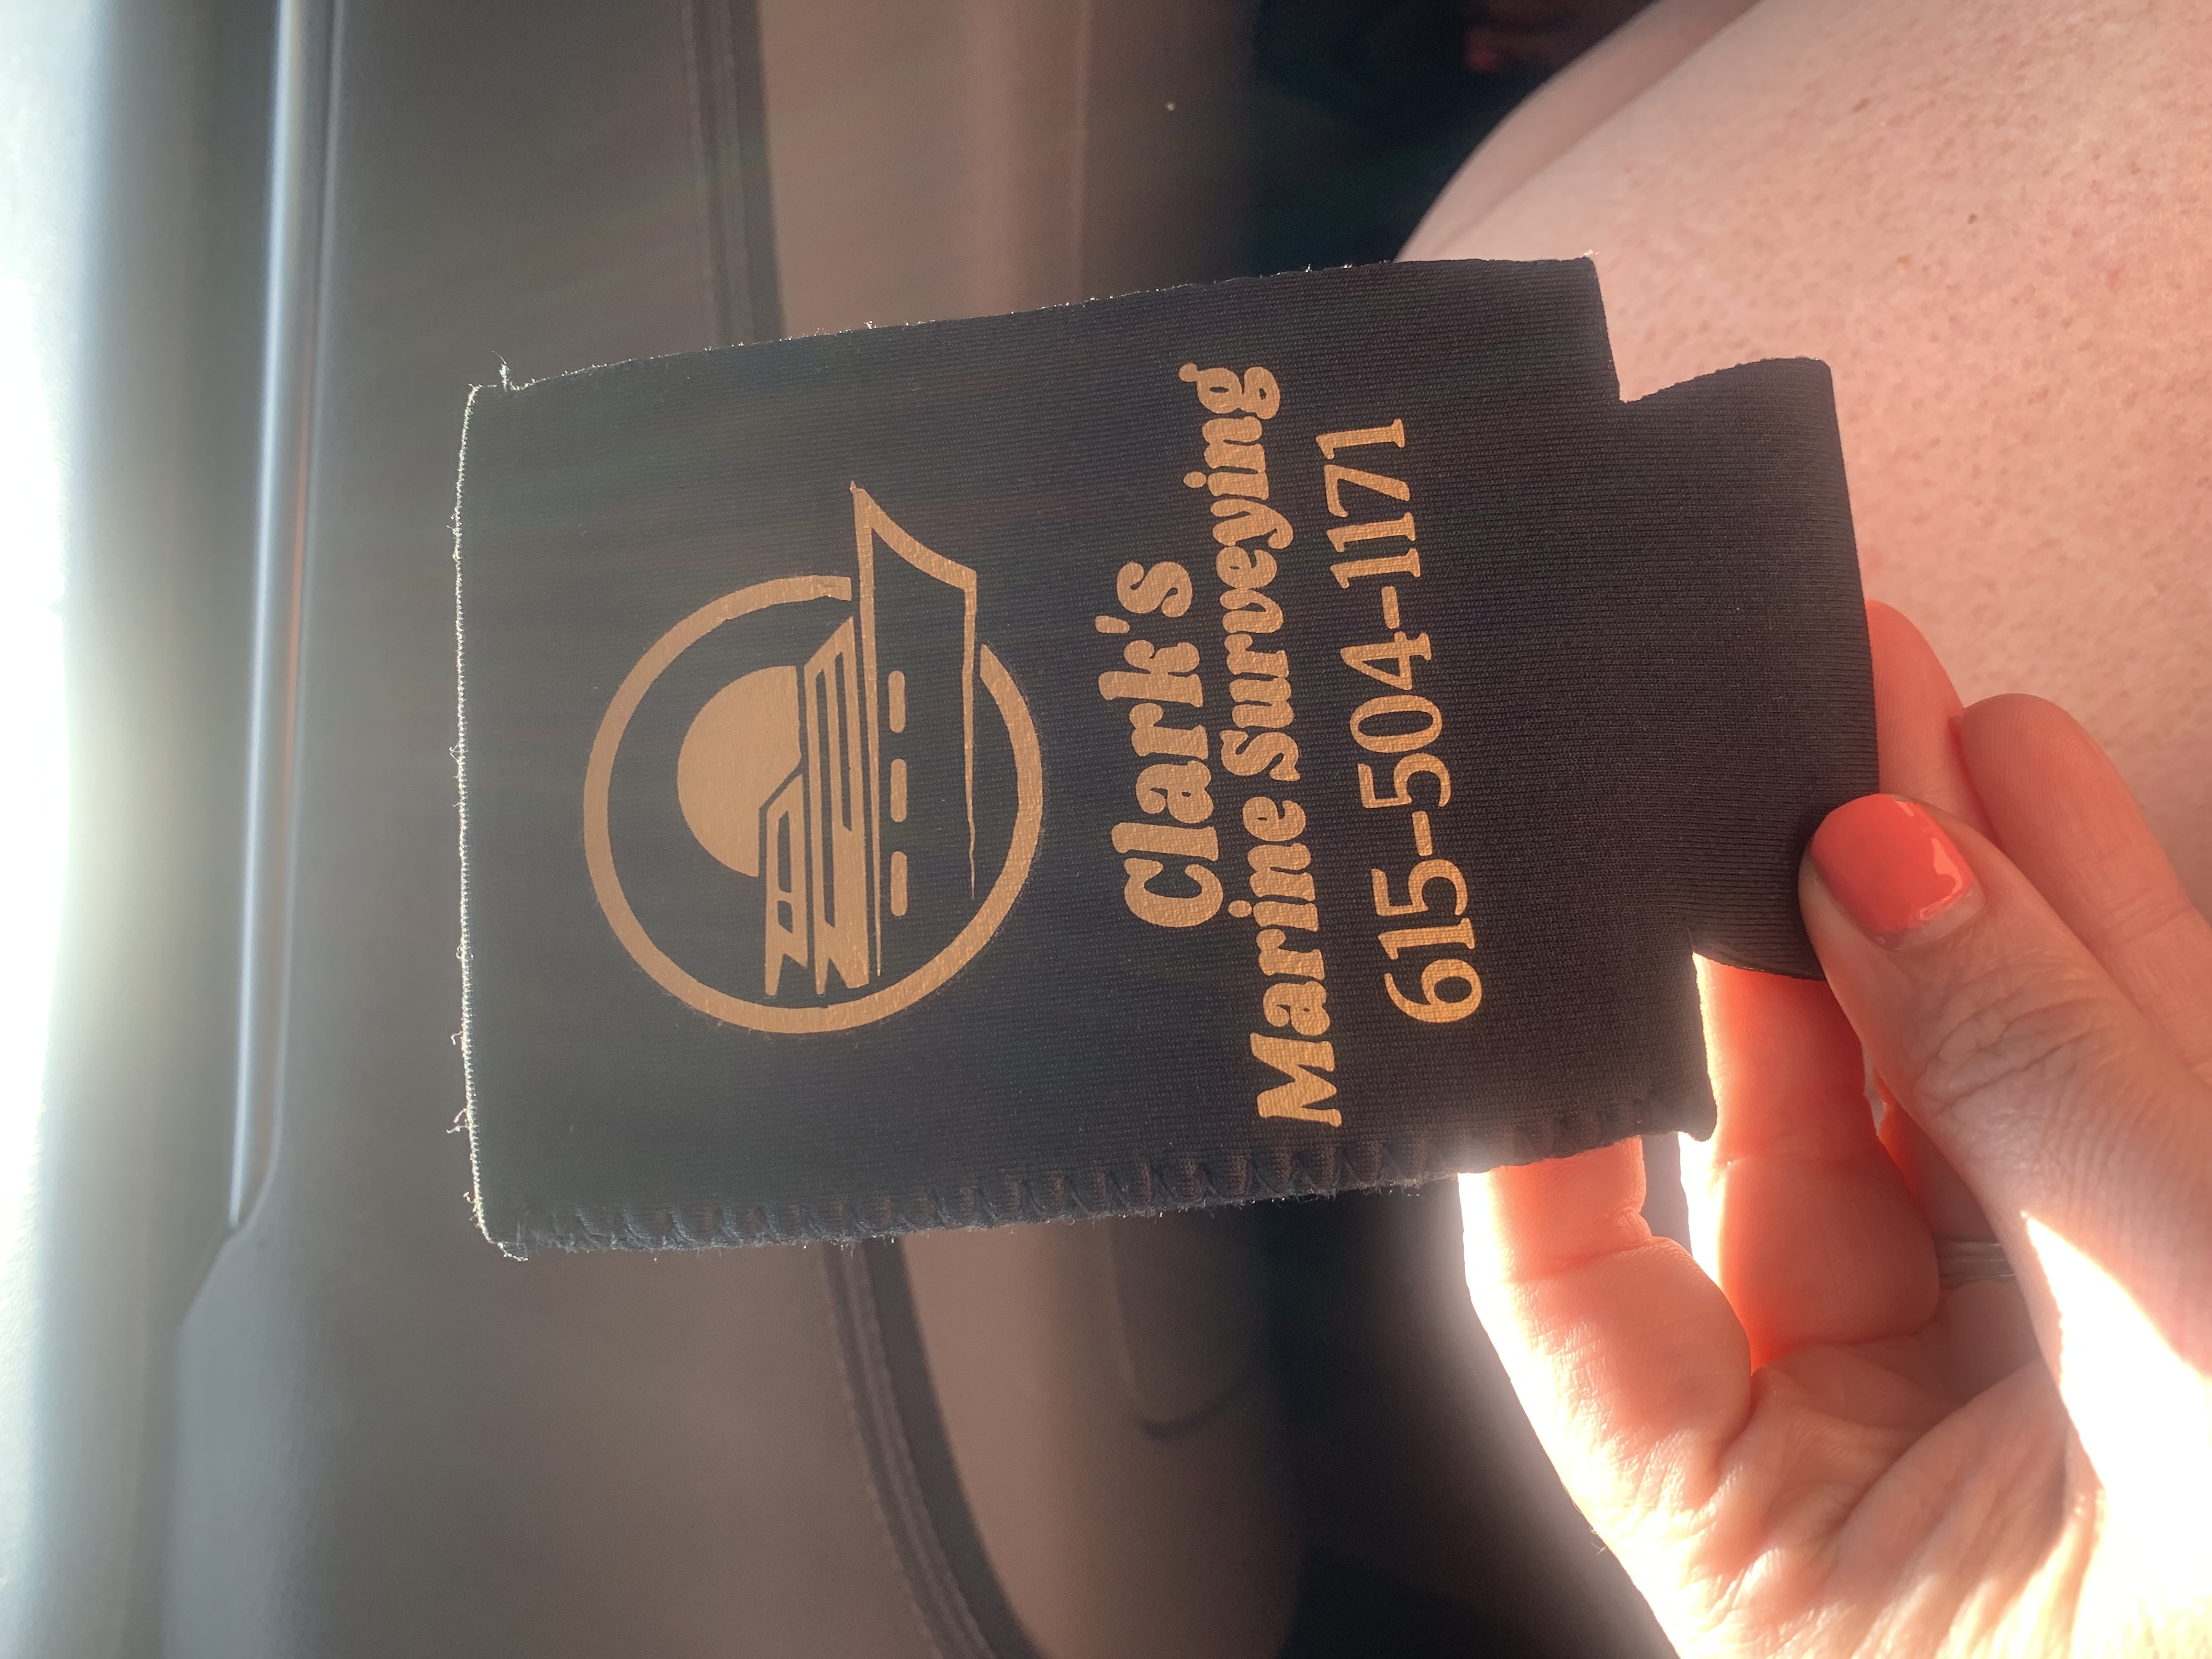 Clark's
Marine Surveying
615-504-1171